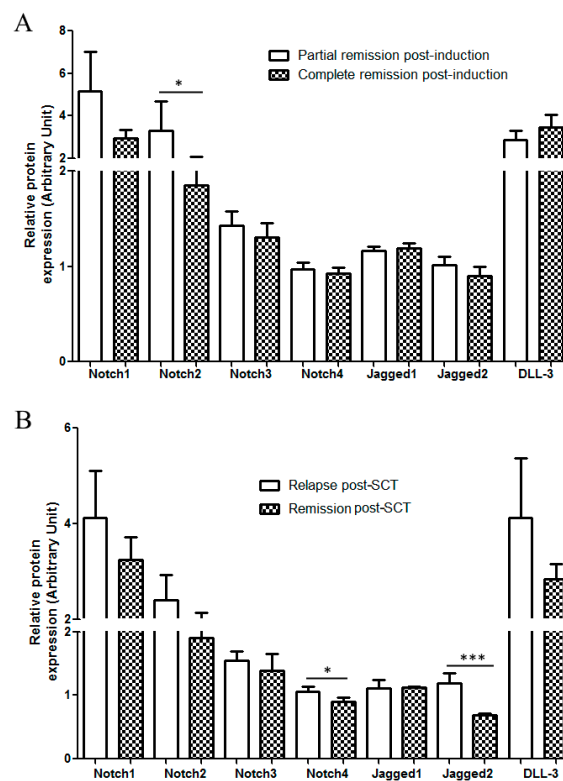 A
Relative protein
expression (Arbitrary Unit)
8
6
4
2
2
1
0
Partial remission post-induction
Complete remission post-induction
*
Notch1 Notch2 Notch3 Notch4 Jagged1 Jagged2 DLL-3
B
Relative protein
expression (Arbitrary Unit)
6
4
2
2
1
0
Relapse post-SCT
Remission post-SCT
*
***
Notch1 Notch2 Notch3 Notch4 Jagged1 Jagged2 DLL-3